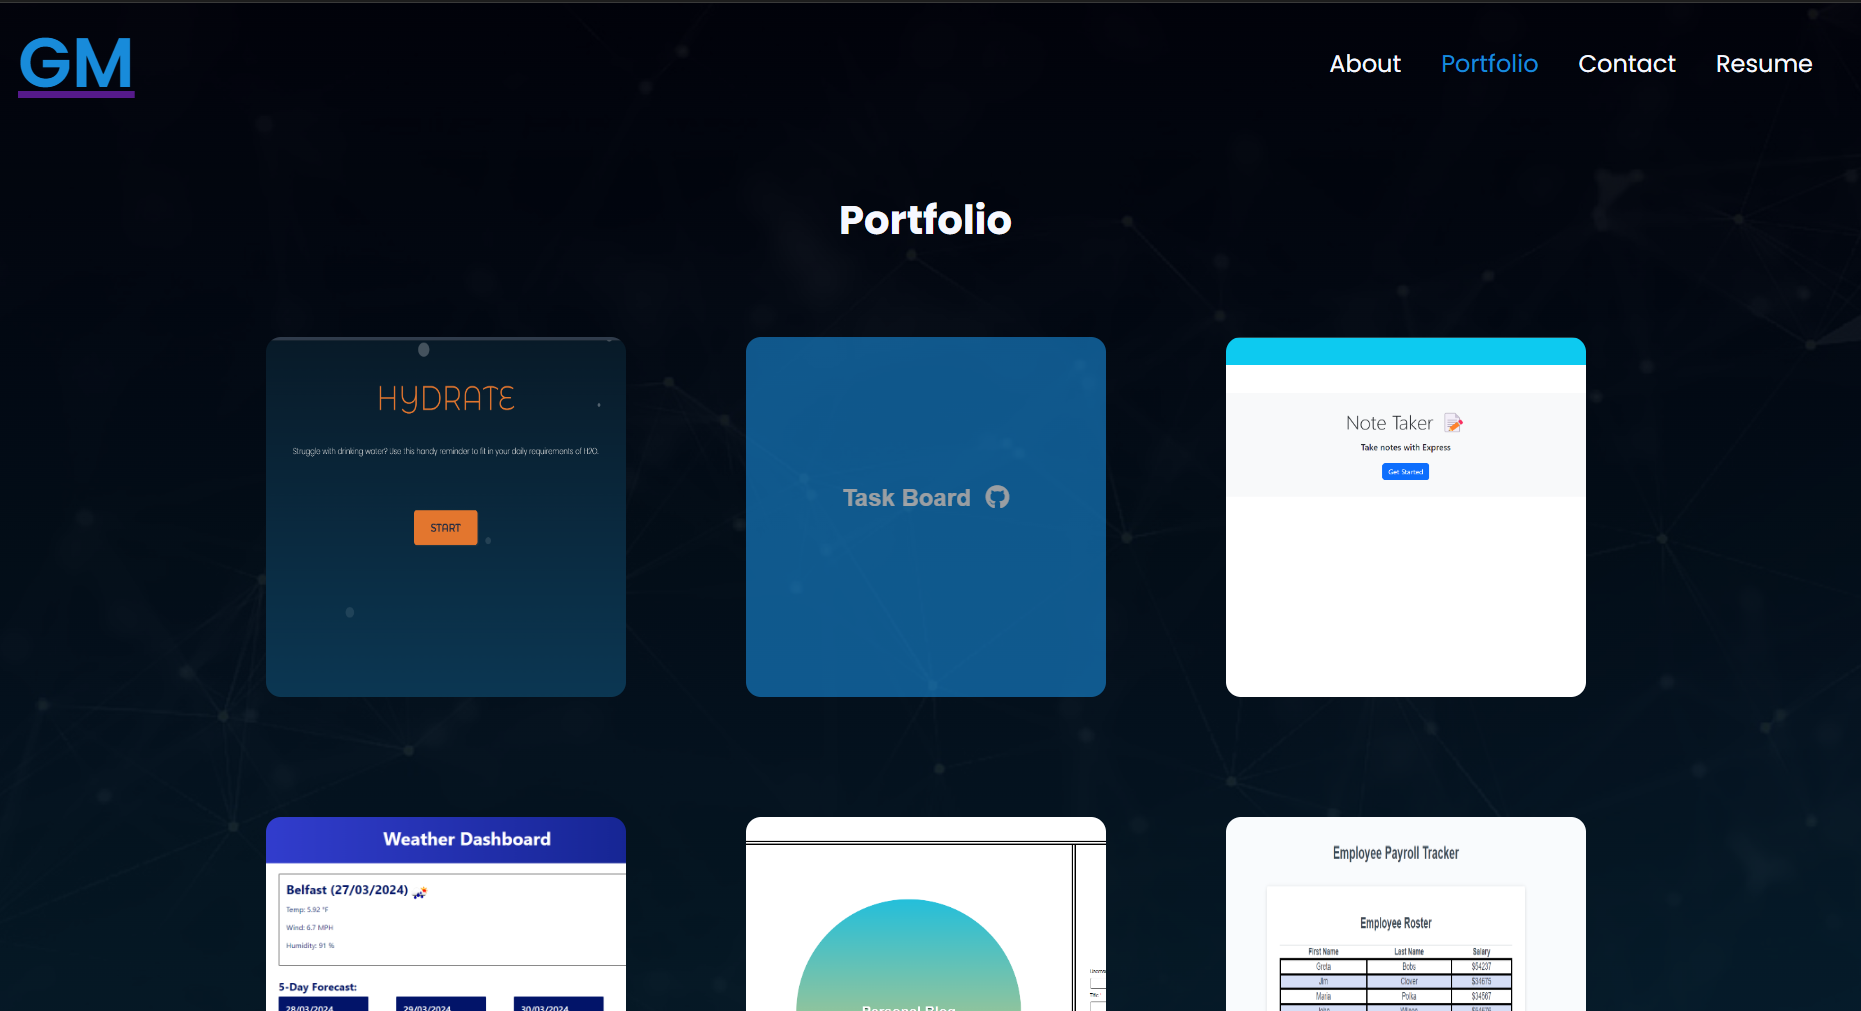 GM
About Portfolio Contact Resume
Portfolio
HYDRATE
Struggle with drinking water? Use this handy reminder to fit in your daily requirements of H2O.
START
Task Board
Note Taker 📝
Take notes with Express
Get Started
Weather Dashboard
Belfast (27/03/2024)
Temp: 5.92 °F
Wind: 6.7 MPH
Humidity: 91 %
5-Day Forecast:
28/03/2024 29/03/2024 30/03/2024
Personal Blog
Title :
Employee Payroll Tracker
Employee Roster
First Name Last Name Salary
Greta Bobs $54237
Jim Clover $34675
Maria Polka $34567